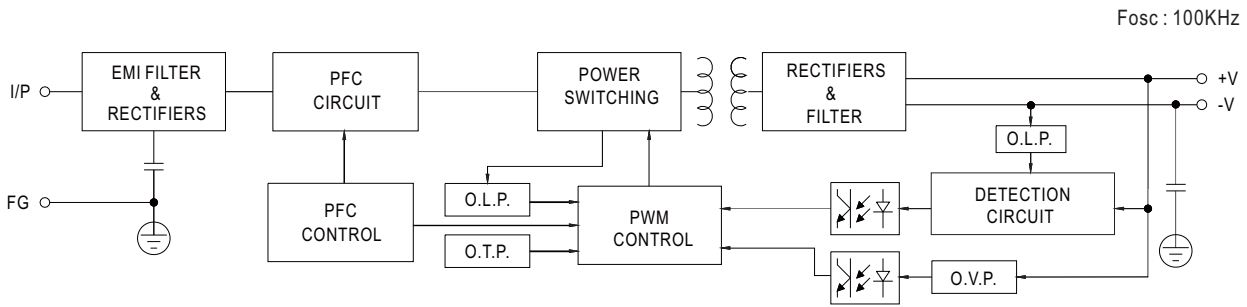 Fosc : 100KHz
I/P
EMI FILTER
&
RECTIFIERS
PFC
CIRCUIT
POWER
SWITCHING
RECTIFIERS
&
FILTER
+V
-V
O.L.P.
FG
PFC
CONTROL
O.L.P.
O.T.P.
PWM
CONTROL
DETECTION
CIRCUIT
O.V.P.